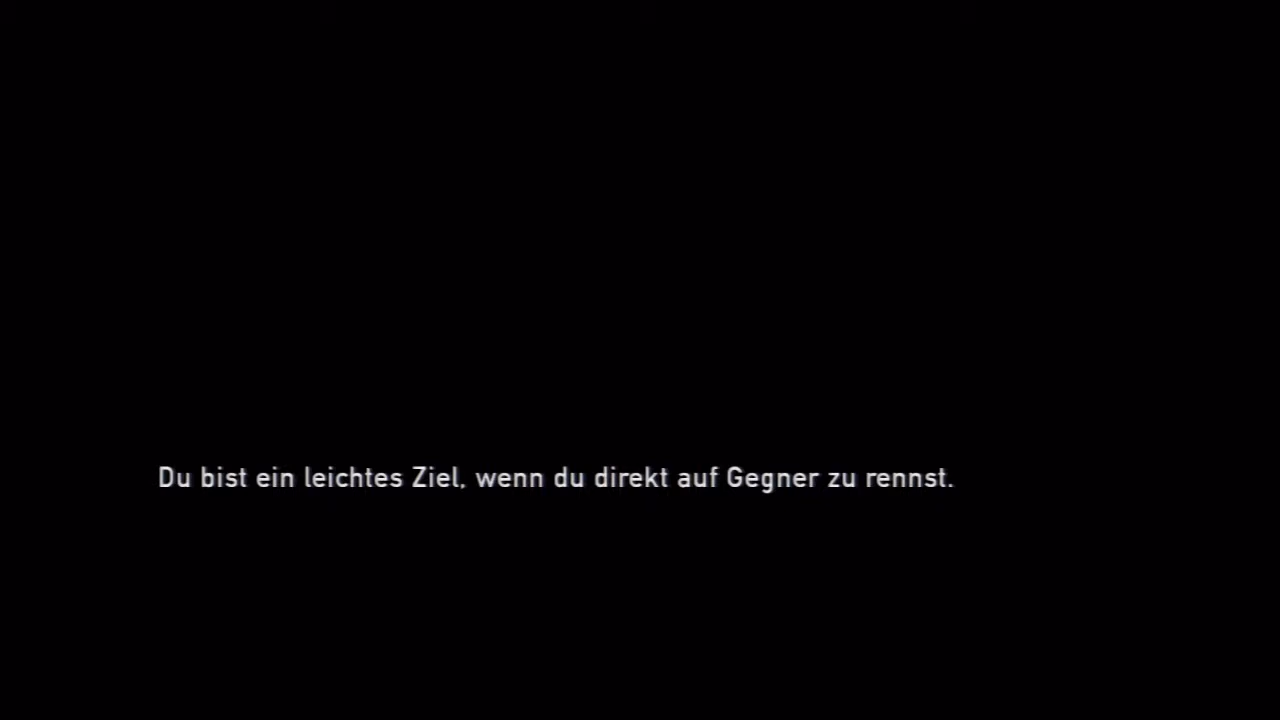 Du bist ein leichtes Ziel, wenn du direkt auf Gegner zu rennst.